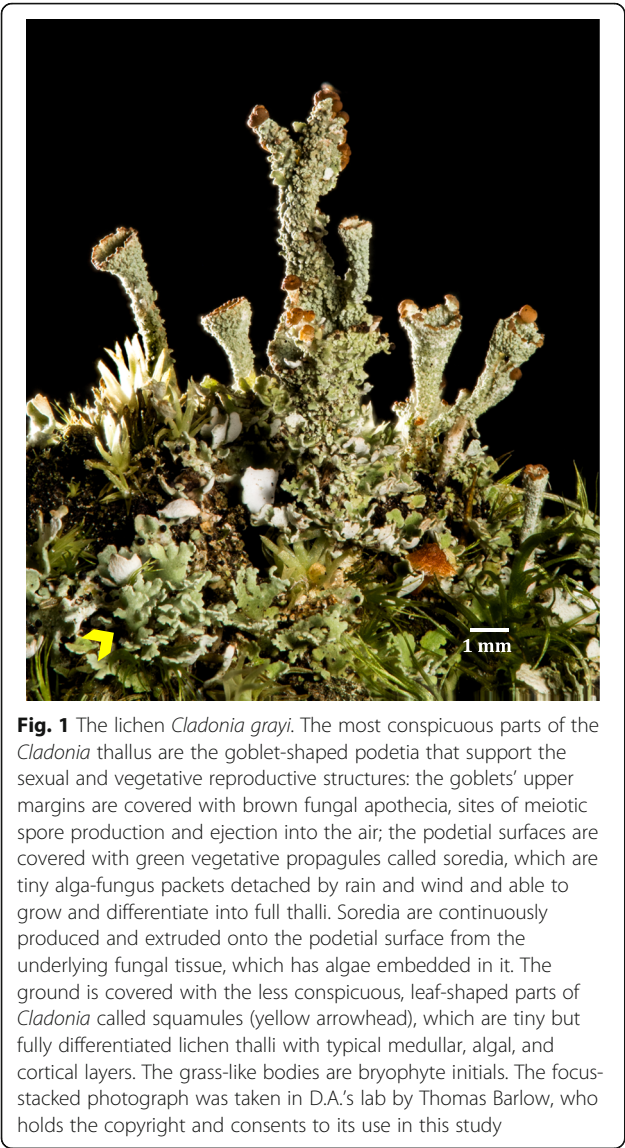 1 mm
Fig. 1 The lichen Cladonia grayi. The most conspicuous parts of the
Cladonia thallus are the goblet-shaped podetia that support the
sexual and vegetative reproductive structures: the goblets’ upper
margins are covered with brown fungal apothecia, sites of meiotic
spore production and ejection into the air; the podetial surfaces are
covered with green vegetative propagules called soredia, which are
tiny alga-fungus packets detached by rain and wind and able to
grow and differentiate into full thalli. Soredia are continuously
produced and extruded onto the podetial surface from the
underlying fungal tissue, which has algae embedded in it. The
ground is covered with the less conspicuous, leaf-shaped parts of
Cladonia called squamules (yellow arrowhead), which are tiny but
fully differentiated lichen thalli with typical medullar, algal, and
cortical layers. The grass-like bodies are bryophyte initials. The focus-
stacked photograph was taken in D.A.’s lab by Thomas Barlow, who
holds the copyright and consents to its use in this study